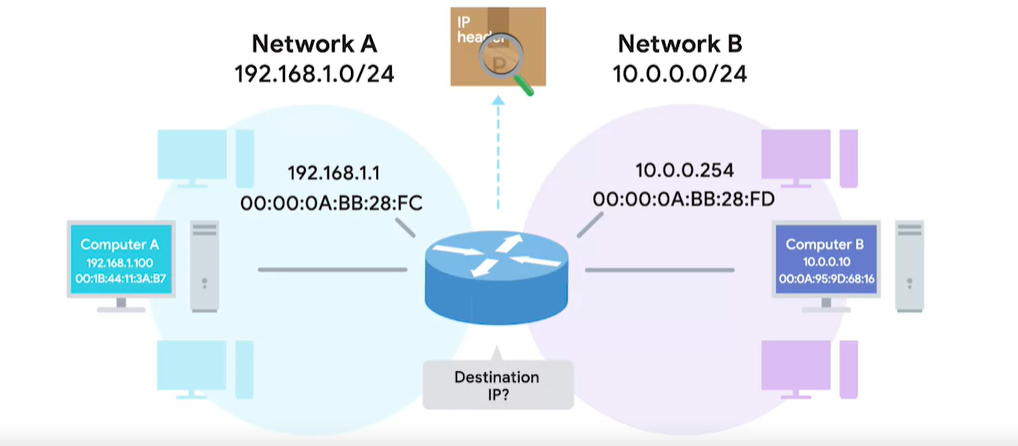 Network A
192.168.1.0/24
IP
header
P
Network B
10.0.0.0/24
192.168.1.1
00:00:0A:BB:28:FC
10.0.0.254
00:00:0A:BB:28:FD
Computer A
192.168.1.100
00:1B:44:11:3A:B7
Computer B
10.0.0.10
00:0A:95:9D:68:16
Destination
IP?